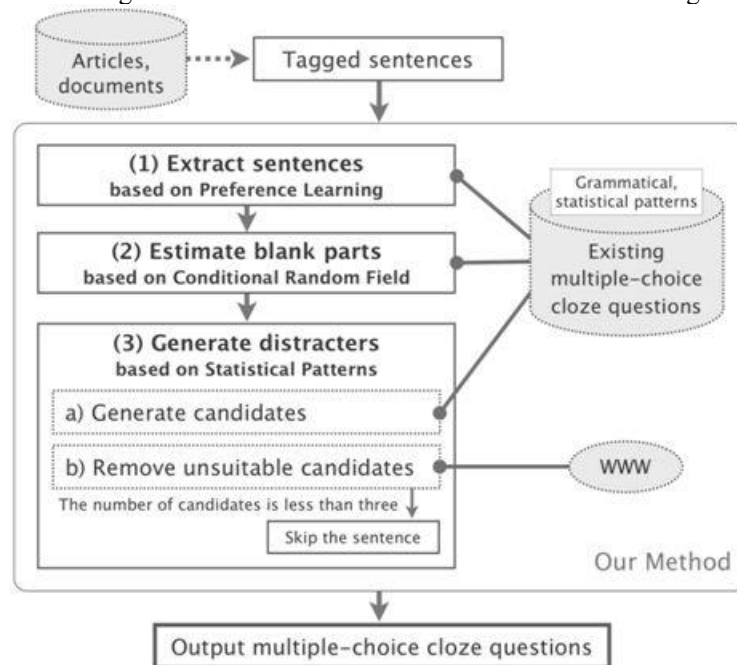 Articles,
documents
Tagged sentences
(1) Extract sentences
based on Preference Learning
(2) Estimate blank parts
based on Conditional Random Field
(3) Generate distracters
based on Statistical Patterns
a) Generate candidates
b) Remove unsuitable candidates
The number of candidates is less than three
Skip the sentence
Grammatical,
statistical patterns
Existing
multiple-choice
cloze questions
WWW
Our Method
Output multiple-choice cloze questions